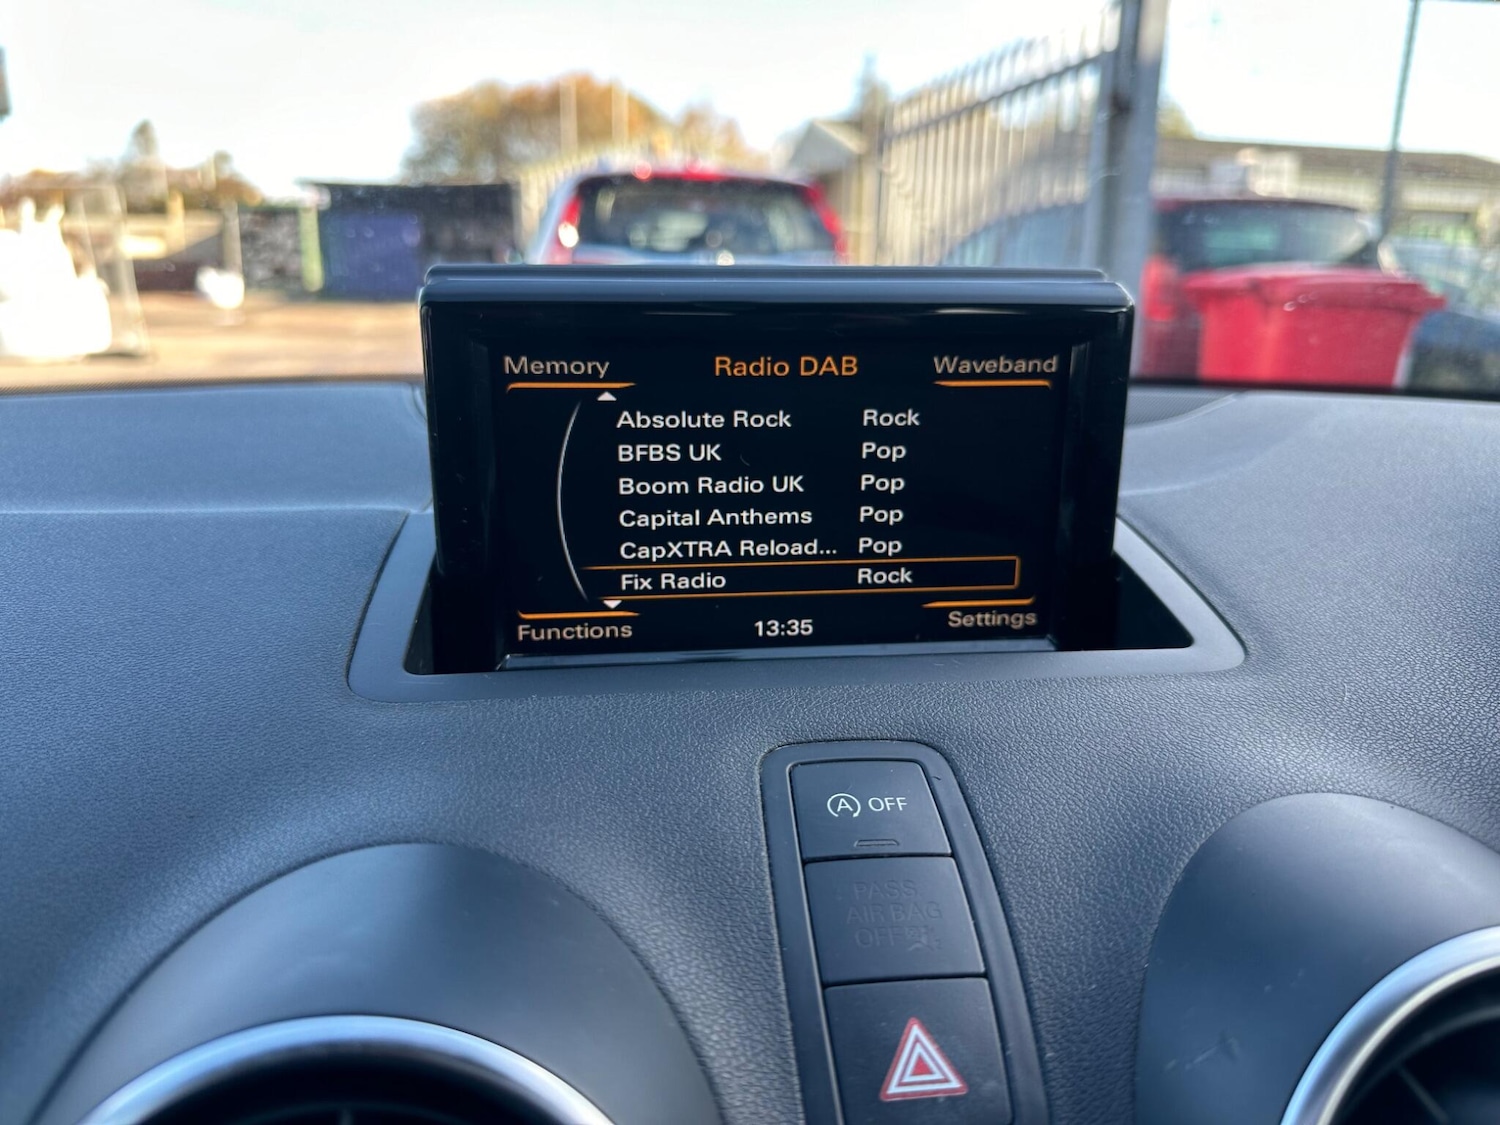 Memory Radio DAB Waveband
Absolute Rock Rock
BFBS UK Pop
Boom Radio UK Pop
Capital Anthems Pop
CapXTRA Reload... Pop
Fix Radio Rock
Functions 13:35 Settings
A OFF
PASS
AIR BAG
OFF